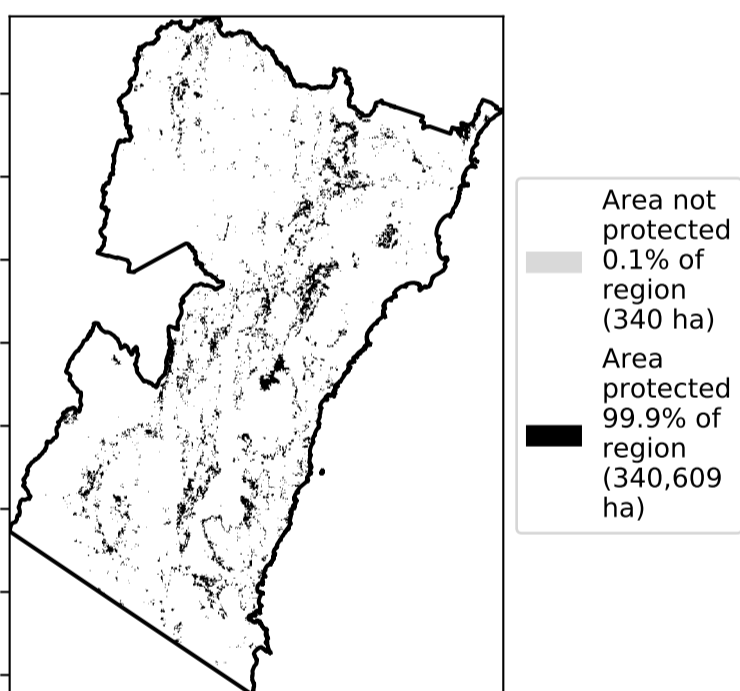 Area not
protected
0.1% of
region
(340 ha)
Area
protected
99.9% of
region
(340,609
ha)